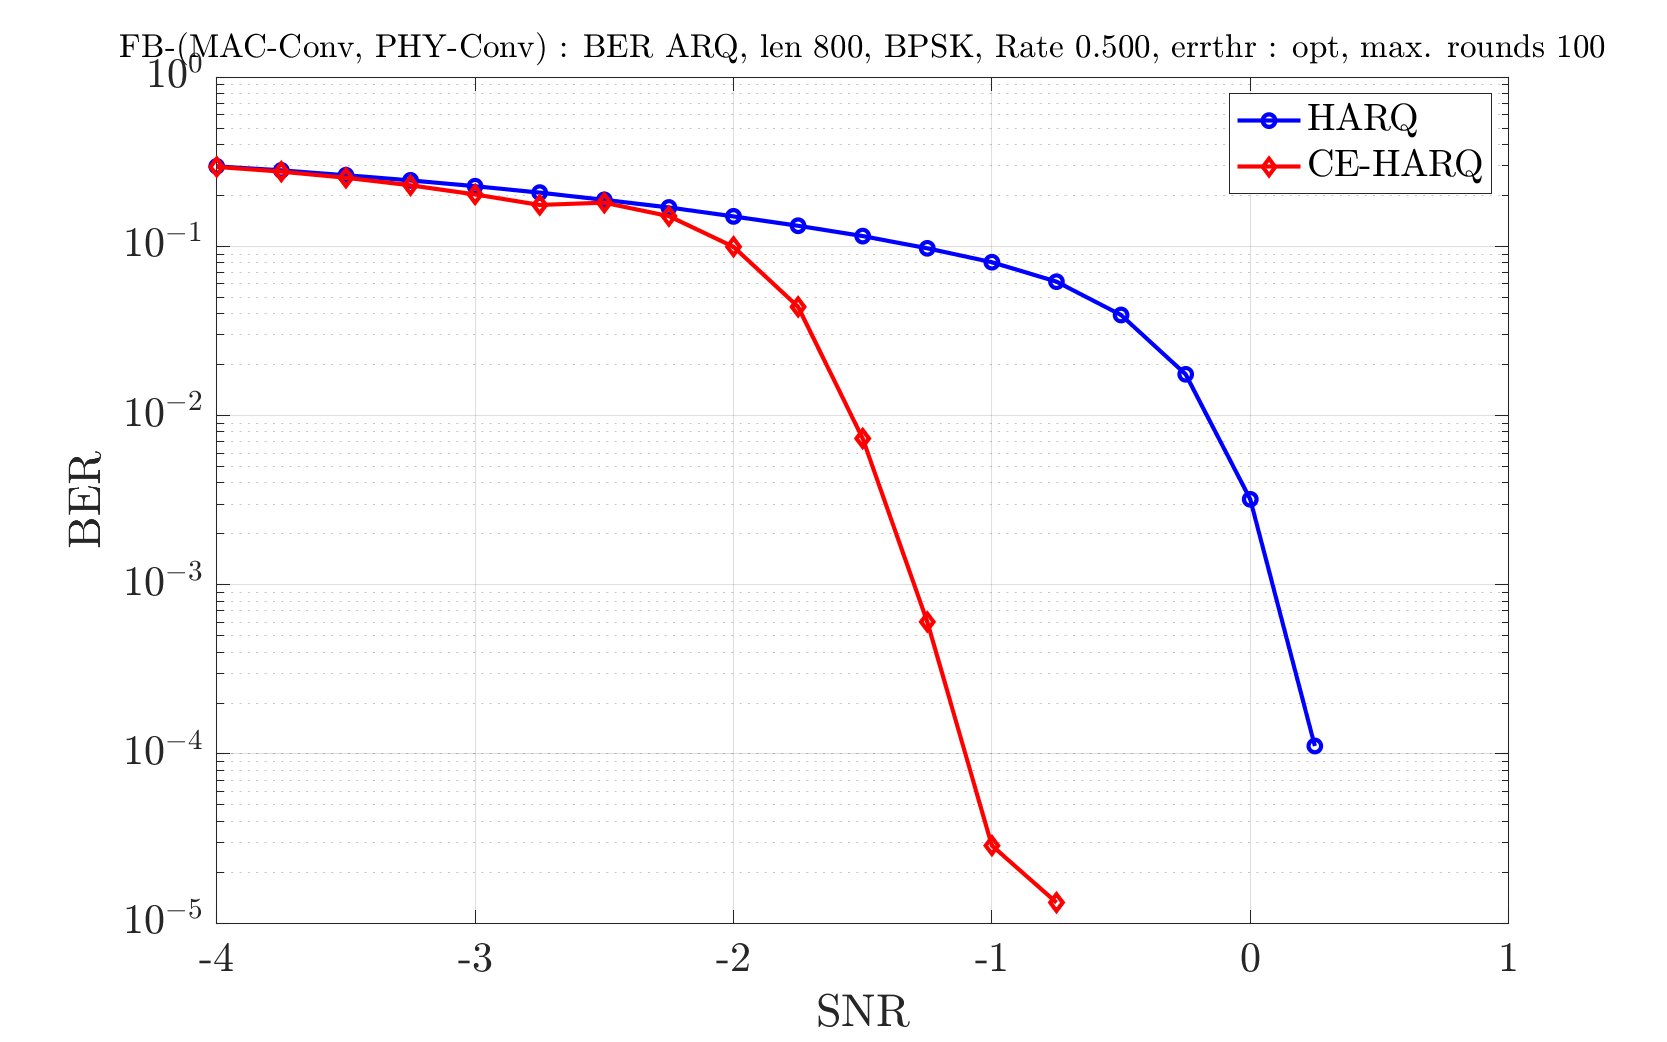 FB-(MAC-Conv, PHY-Conv) : BER ARQ, len 800, BPSK, Rate 0.500, errthr : opt, max. rounds 100
HARQ
CE-HARQ
10^0
10^{-1}
10^{-2}
10^{-3}
10^{-4}
10^{-5}
BER
-4 -3 -2 -1 0 1
SNR